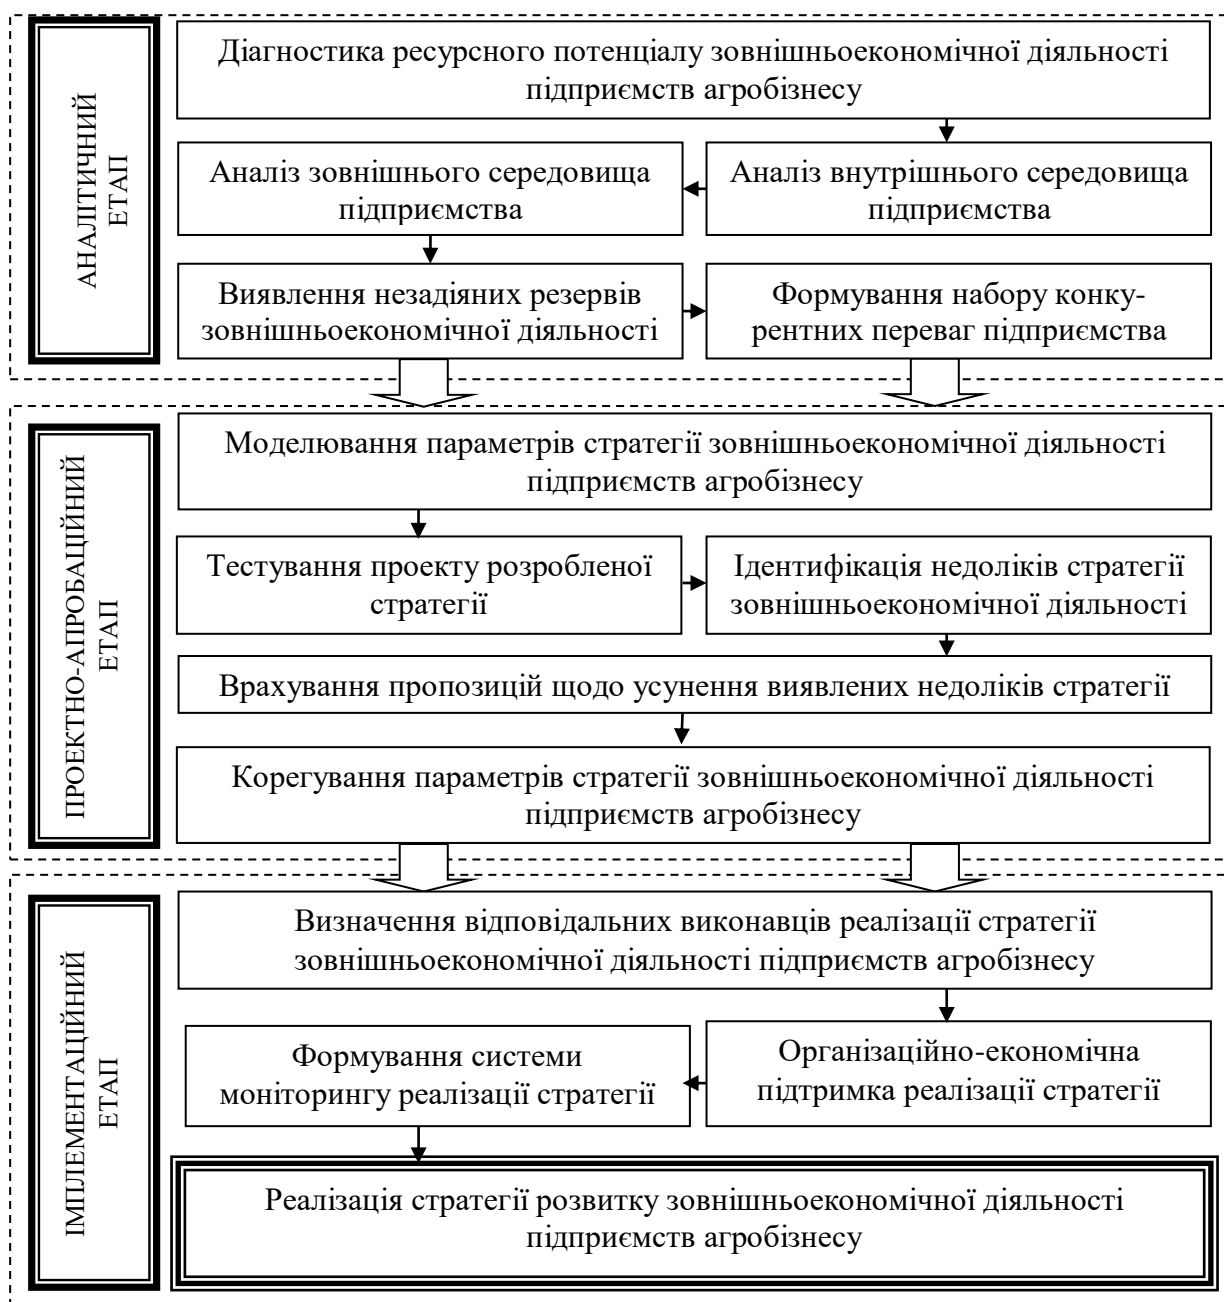 АНАЛІТИЧНИЙ
ЕТАП
Діагностика ресурсного потенціалу зовнішньоекономічної діяльності
підприємств агробізнесу
Аналіз зовнішнього середовища
підприємства
Аналіз внутрішнього середовища
підприємства
Виявлення незадіяних резервів
зовнішньоекономічної діяльності
Формування набору конку-
рентних переваг підприємства
ПРОЕКТНО-АПРОБАЦІЙНИЙ
ЕТАП
Моделювання параметрів стратегії зовнішньоекономічної діяльності
підприємств агробізнесу
Тестування проекту розробленої
стратегії
Ідентифікація недоліків стратегії
зовнішньоекономічної діяльності
Врахування пропозицій щодо усунення виявлених недоліків стратегії
Корегування параметрів стратегії зовнішньоекономічної діяльності
підприємств агробізнесу
ІМПЛЕМЕНТАЦІЙНИЙ
ЕТАП
Визначення відповідальних виконавців реалізації стратегії
зовнішньоекономічної діяльності підприємств агробізнесу
Формування системи
моніторингу реалізації стратегії
Організаційно-економічна
підтримка реалізації стратегії
Реалізація стратегії розвитку зовнішньоекономічної діяльності
підприємств агробізнесу